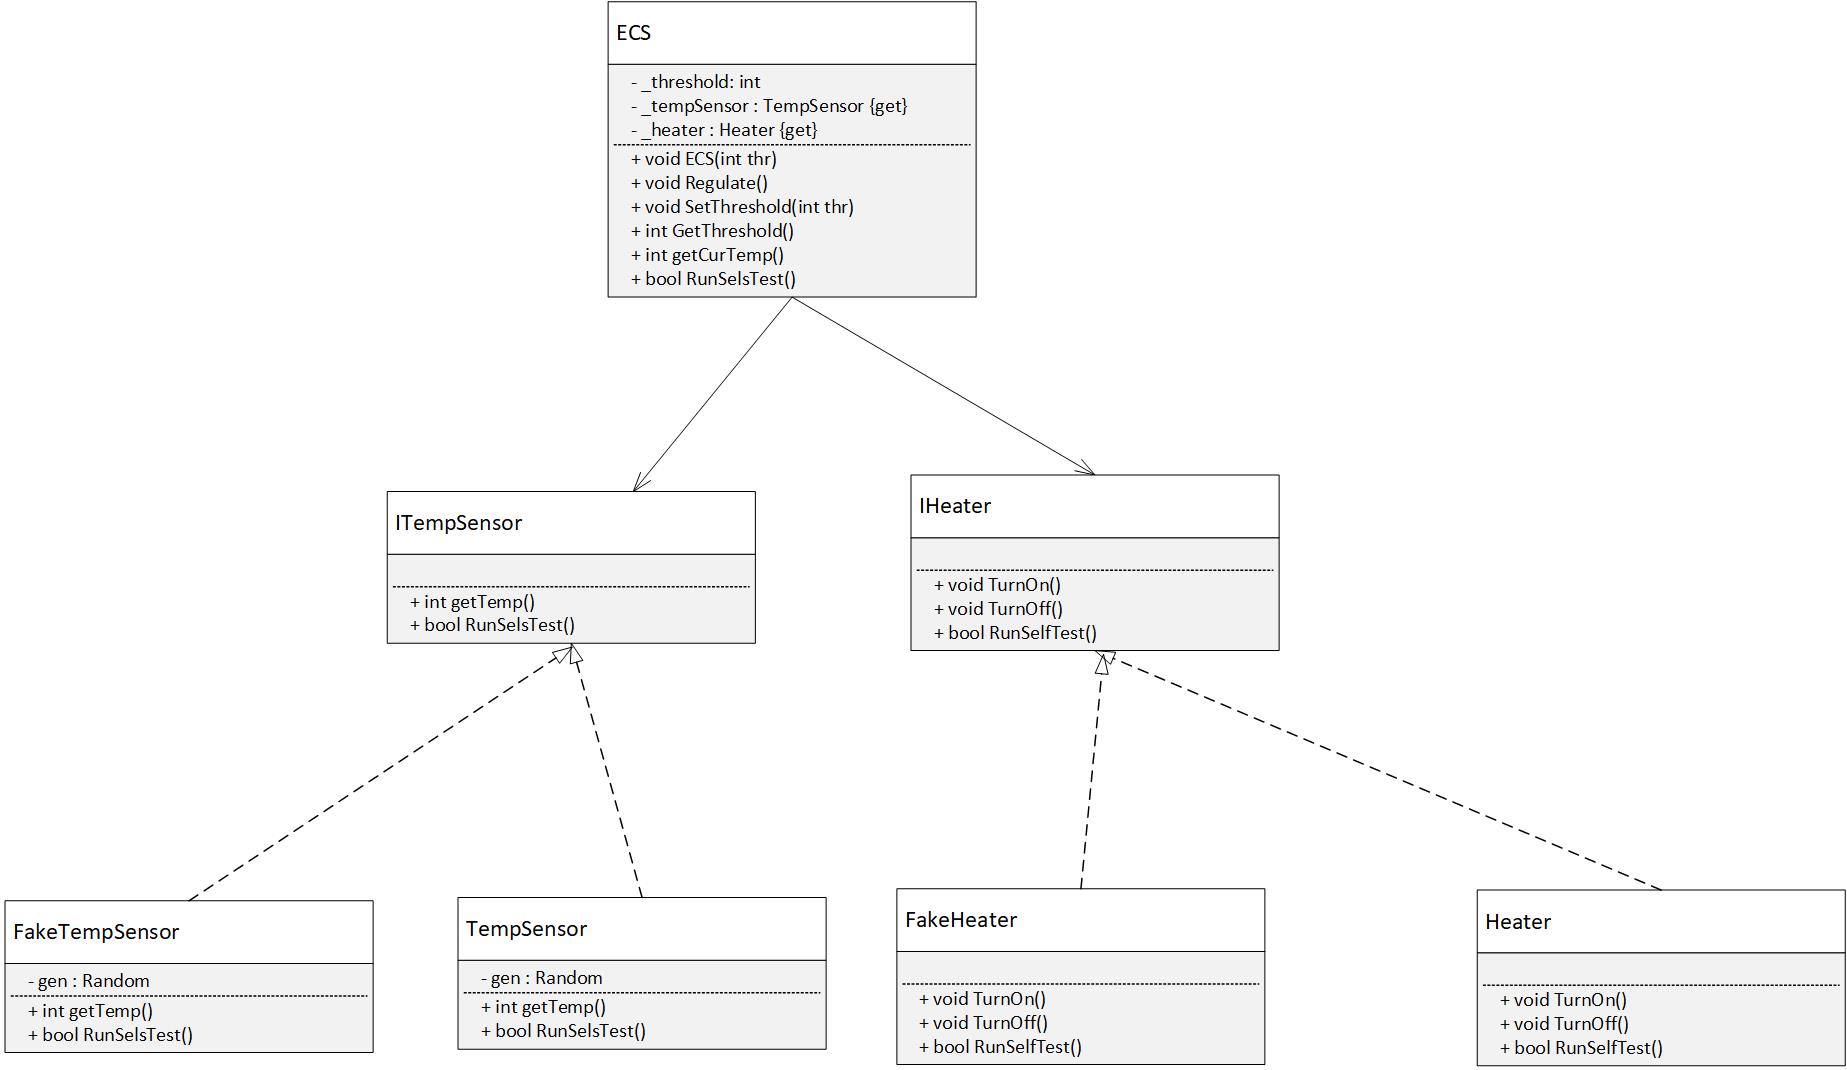 ECS
- _threshold: int
- _tempSensor : TempSensor {get}
- _heater : Heater {get}
+ void ECS(int thr)
+ void Regulate()
+ void SetThreshold(int thr)
+ int GetThreshold()
+ int getCurTemp()
+ bool RunSelsTest()
ITempSensor
+ int getTemp()
+ bool RunSelsTest()
IHeater
+ void TurnOn()
+ void TurnOff()
+ bool RunSelfTest()
FakeTempSensor
- gen : Random
+ int getTemp()
+ bool RunSelsTest()
TempSensor
- gen : Random
+ int getTemp()
+ bool RunSelsTest()
FakeHeater
+ void TurnOn()
+ void TurnOff()
+ bool RunSelfTest()
Heater
+ void TurnOn()
+ void TurnOff()
+ bool RunSelfTest()